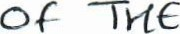 OF THE